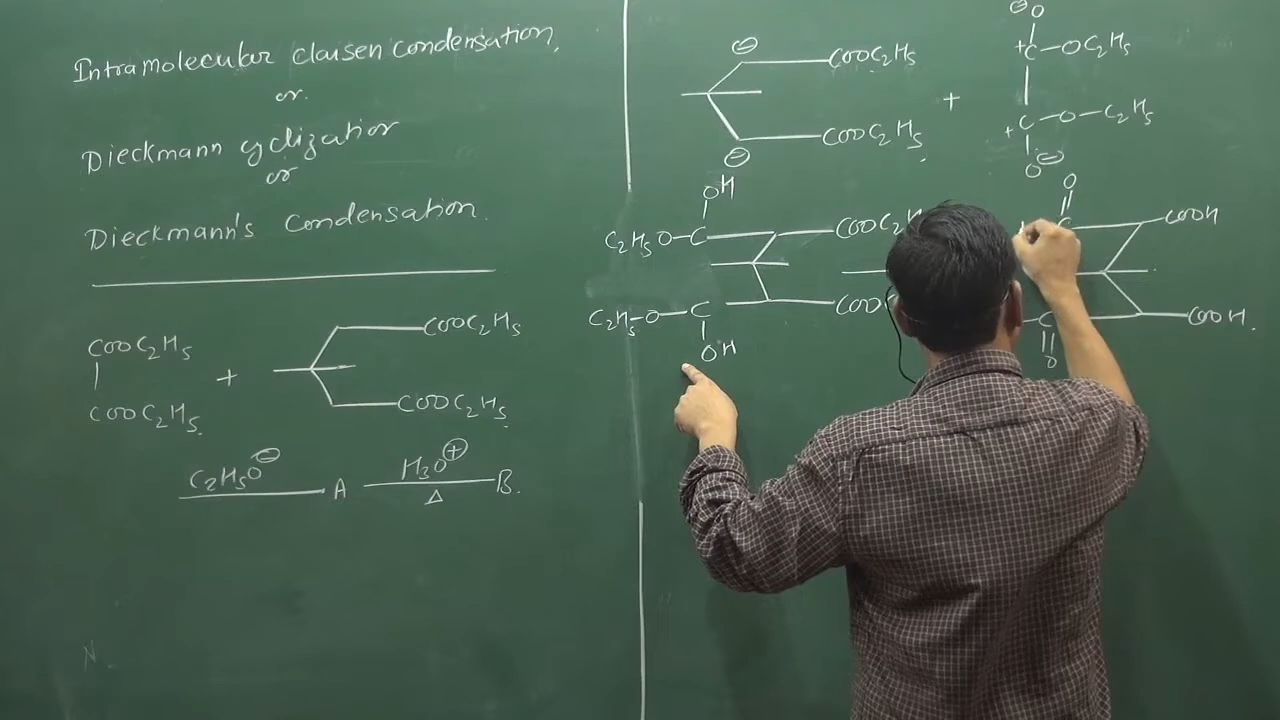 Intramolecular Clausen Condensation,
or.
Dieckmann cyclization
or
Dieckmann's Condensation.
COOC2H5
COOC2H5.
+
COOC2H5
COOC2H5
C2H5O⊖ A H3O⊕ B.
Δ
N
⊖
COOC2H5
⊖
COOC2H5.
+
⊖O
+C-OC2H5
+C-O-C2H5
O⊖
OH
C2H5O-C
COOC2H
C2H5-O-C
COO
OH
O
C
COOH
C
COOH.
O